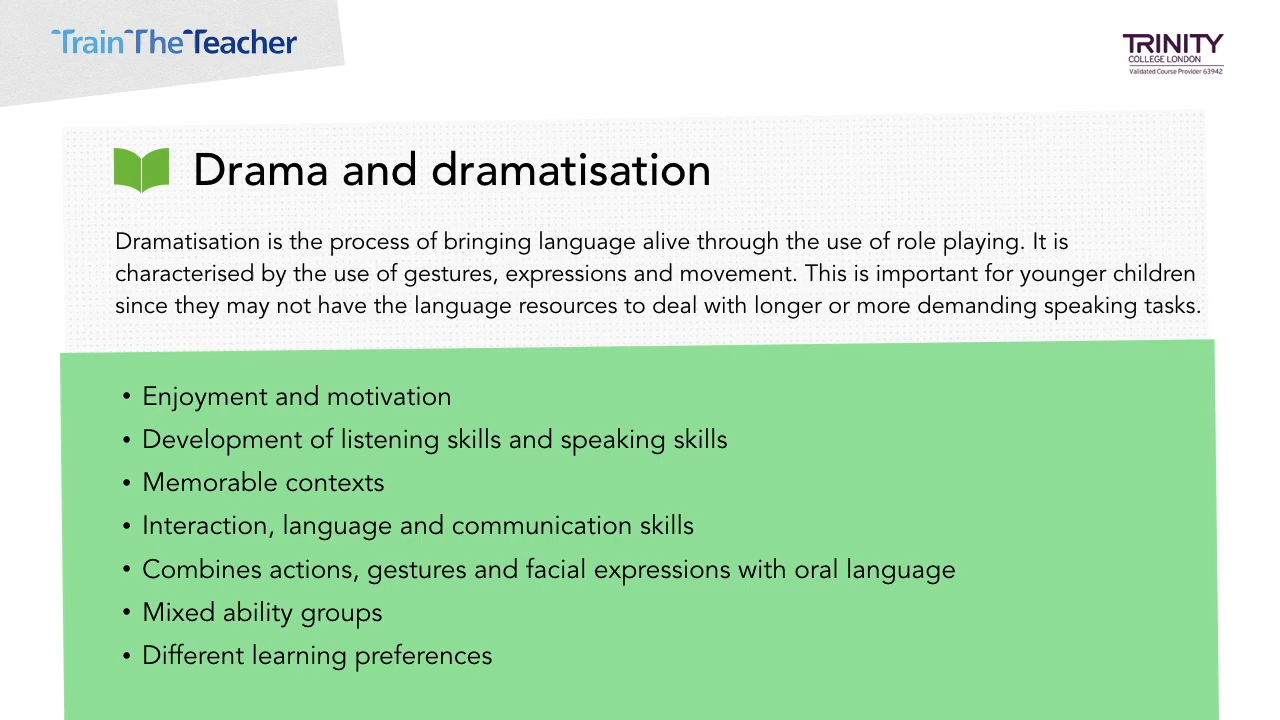 TrainTheTeacher
TRINITY
COLLEGE LONDON
Validated Course Provider 63942
Drama and dramatisation
Dramatisation is the process of bringing language alive through the use of role playing. It is
characterised by the use of gestures, expressions and movement. This is important for younger children
since they may not have the language resources to deal with longer or more demanding speaking tasks.
• Enjoyment and motivation
• Development of listening skills and speaking skills
• Memorable contexts
• Interaction, language and communication skills
• Combines actions, gestures and facial expressions with oral language
• Mixed ability groups
• Different learning preferences